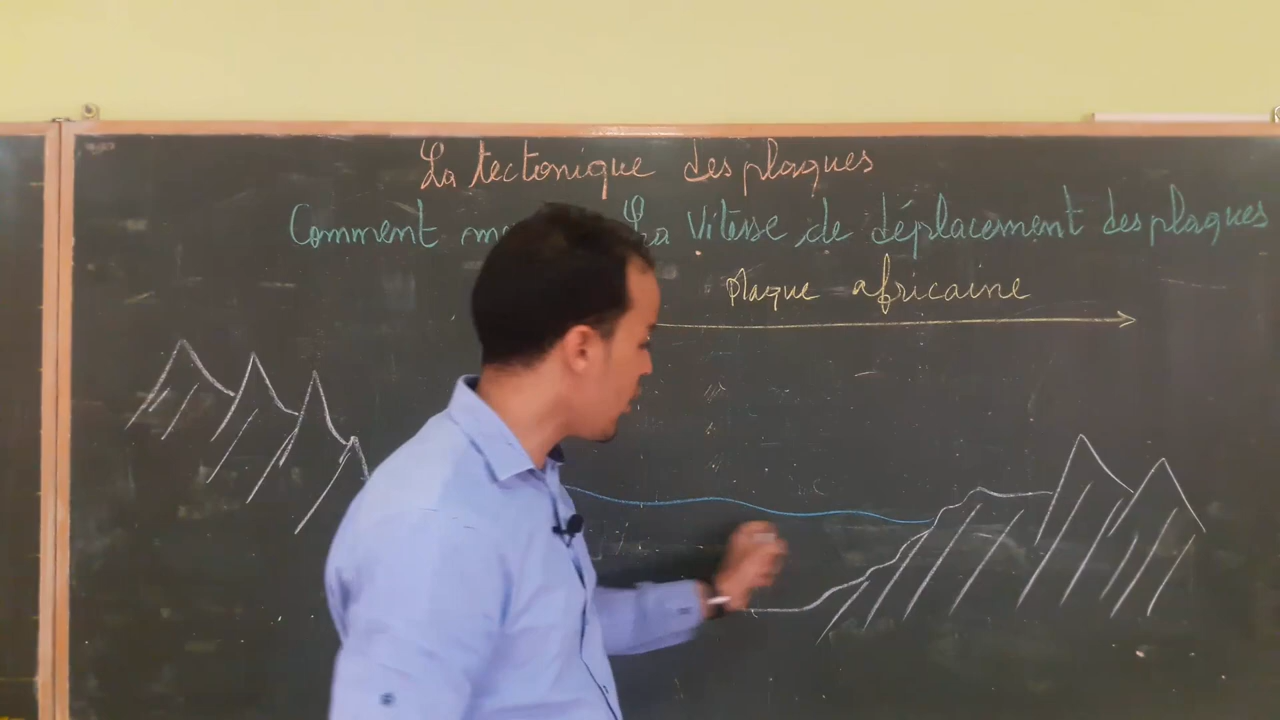 La tectonique des plaques
Comment La vitesse de déplacement des plaques
plaque africaine